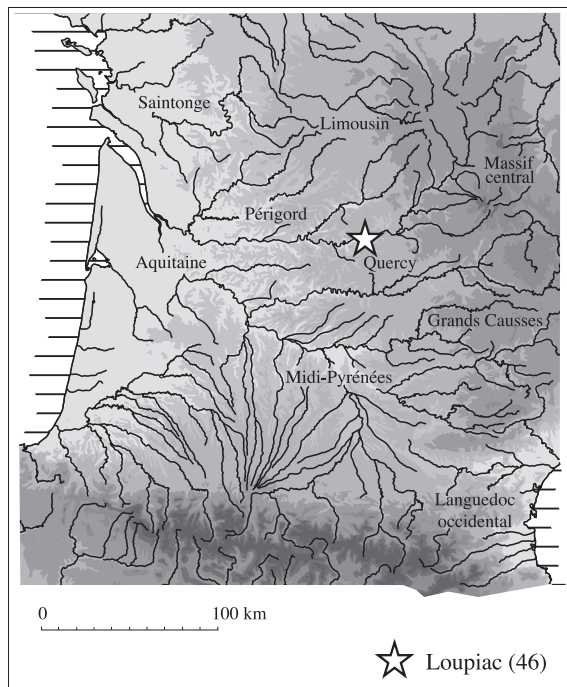 Saintonge
Limousin
Massif
central
Périgord
Aquitaine
Quercy
Grands Causses
Midi-Pyrénées
Languedoc
occidental
0 100 km
Loupiac (46)